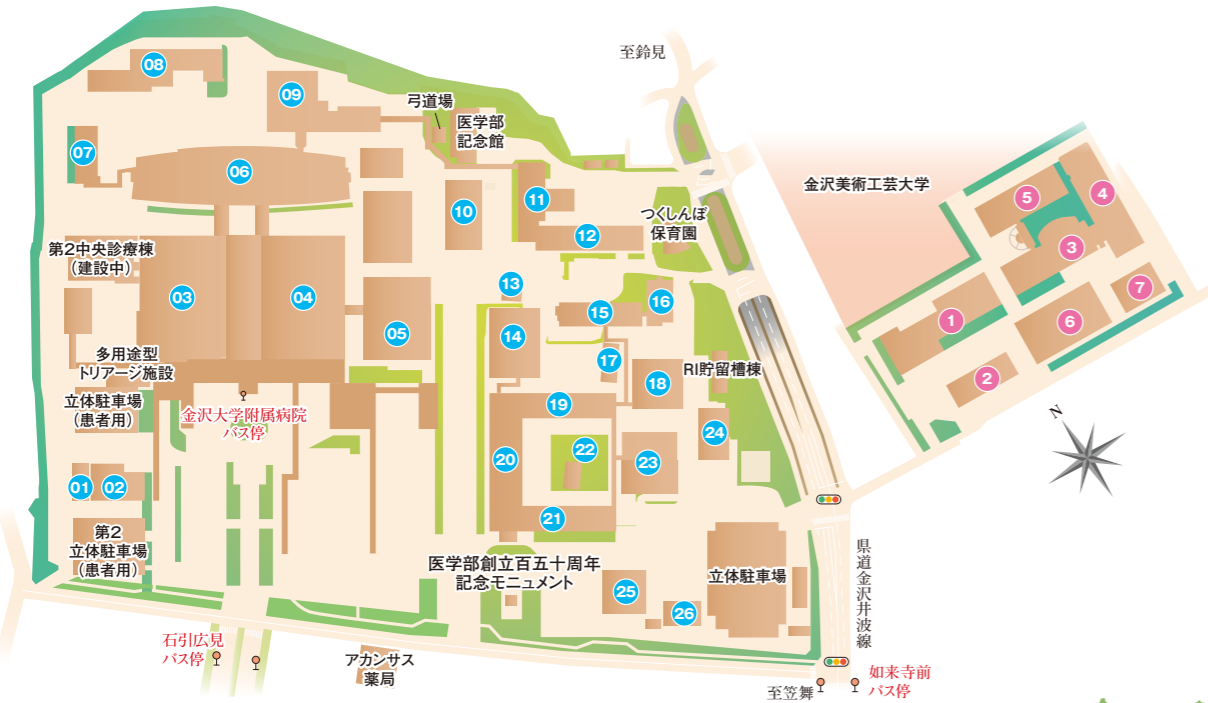 至鈴見
08
09
弓道場
医学部
記念館
07
06
金沢美術工芸大学
5
4
11
10
つくしんぼ
保育園
12
3
第2中央診療棟
(建設中)
03
04
13
16
7
05
15
14
1
6
多用途型
トリアージ施設
17
18
RI貯留槽棟
2
立体駐車場
(患者用)
金沢大学附属病院
バス停
19
N
24
22
20
23
01
02
21
第2
立体駐車場
(患者用)
医学部創立百五十周年
記念モニュメント
立体駐車場
県道金沢井波線
25
26
石引広見
バス停
アカンサス
薬局
至笠舞
如来寺前
バス停